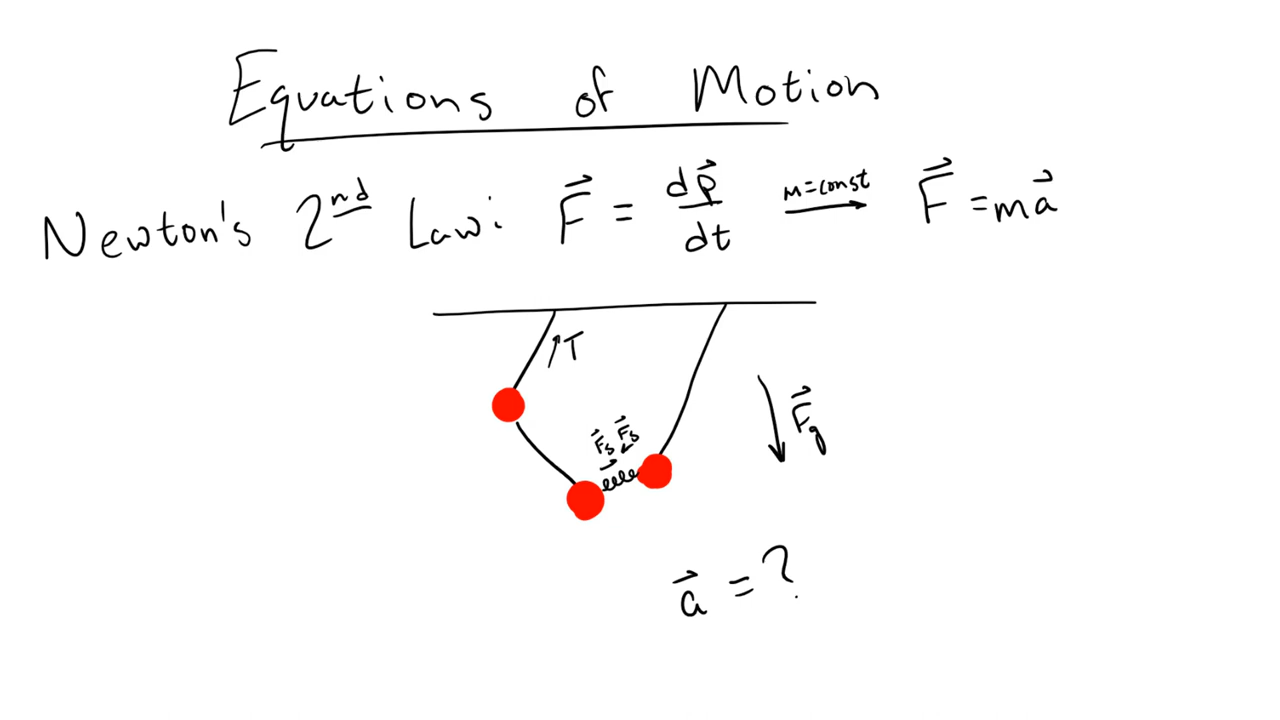 Equations of Motion
Newton's 2nd Law: F⃗ = dp⃗/dt M=const → F⃗ = ma⃗
T
F⃗s F⃗s
F⃗g
a⃗ = ?